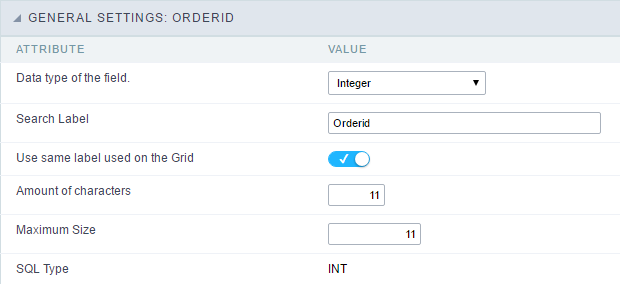 GENERAL SETTINGS: ORDERID
ATTRIBUTE VALUE
Data type of the field. Integer
Search Label Orderid
Use same label used on the Grid
Amount of characters 11
Maximum Size 11
SQL Type INT